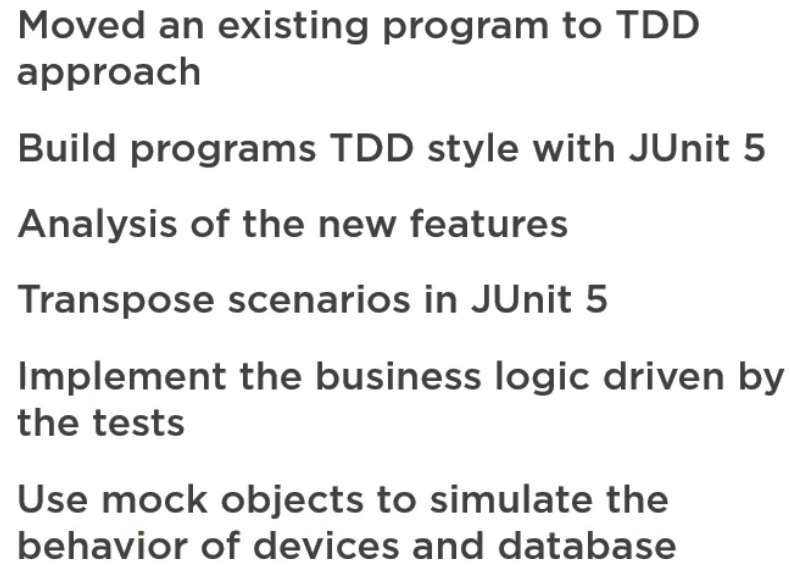 Moved an existing program to TDD
approach
Build programs TDD style with JUnit 5
Analysis of the new features
Transpose scenarios in JUnit 5
Implement the business logic driven by
the tests
Use mock objects to simulate the
behavior of devices and database